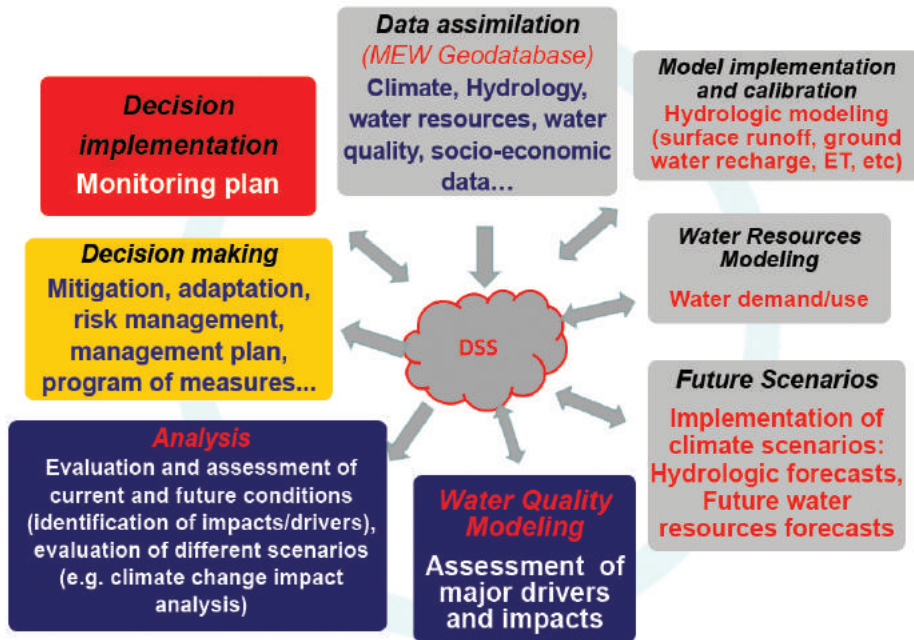 Data assimilation
(MEW Geodatabase)
Climate, Hydrology,
water resources, water
quality, socio-economic
data...
Model implementation
and calibration
Hydrologic modeling
(surface runoff, ground
water recharge, ET, etc)
Decision
implementation
Monitoring plan
Water Resources
Modeling
Water demand/use
Decision making
Mitigation, adaptation,
risk management,
management plan,
program of measures...
DSS
Future Scenarios
Implementation of
climate scenarios:
Hydrologic forecasts,
Future water
resources forecasts
Analysis
Evaluation and assessment of
current and future conditions
(identification of impacts/drivers),
evaluation of different scenarios
(e.g. climate change impact
analysis)
Water Quality
Modeling
Assessment of
major drivers
and impacts